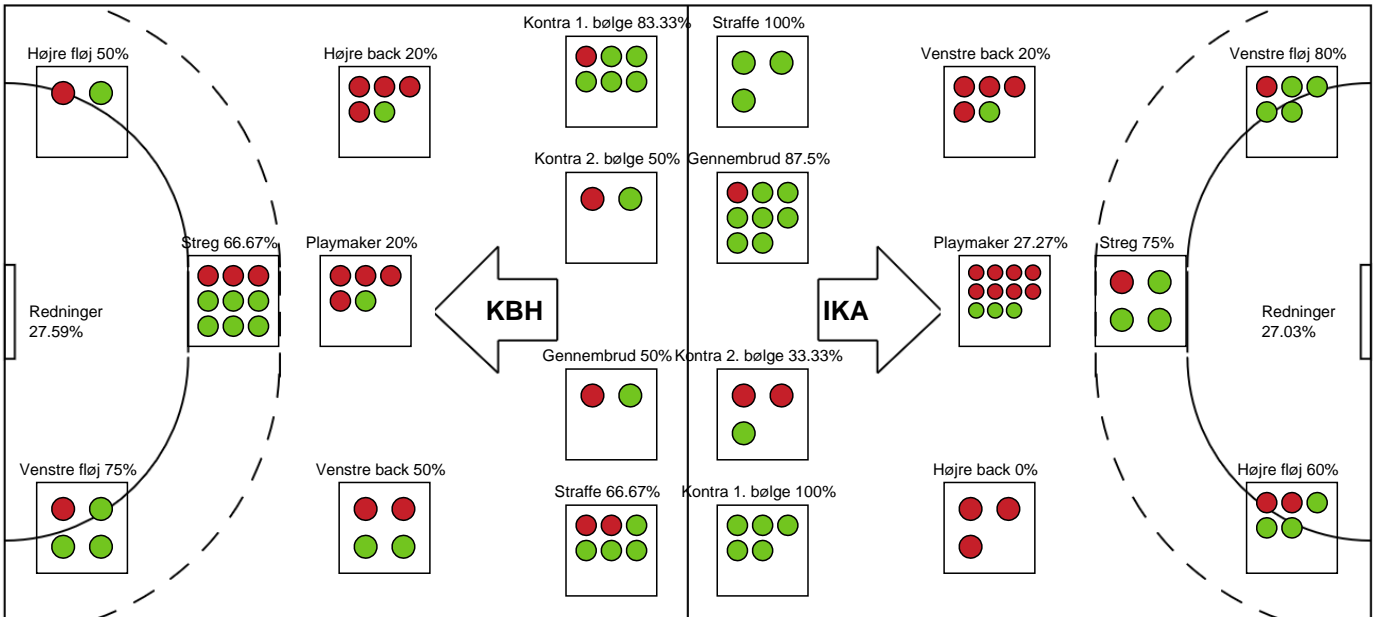 Kontra 1. bølge 83.33%
Straffe 100%
Højre fløj 50%
Højre back 20%
Venstre back 20%
Venstre fløj 80%
Kontra 2. bølge 50%
Gennembrud 87.5%
Streg 66.67%
Playmaker 20%
Playmaker 27.27%
Streg 75%
Redninger
27.59%
KBH
IKA
Redninger
27.03%
Gennembrud 50%
Kontra 2. bølge 33.33%
Venstre fløj 75%
Venstre back 50%
Højre back 0%
Højre fløj 60%
Straffe 66.67%
Kontra 1. bølge 100%